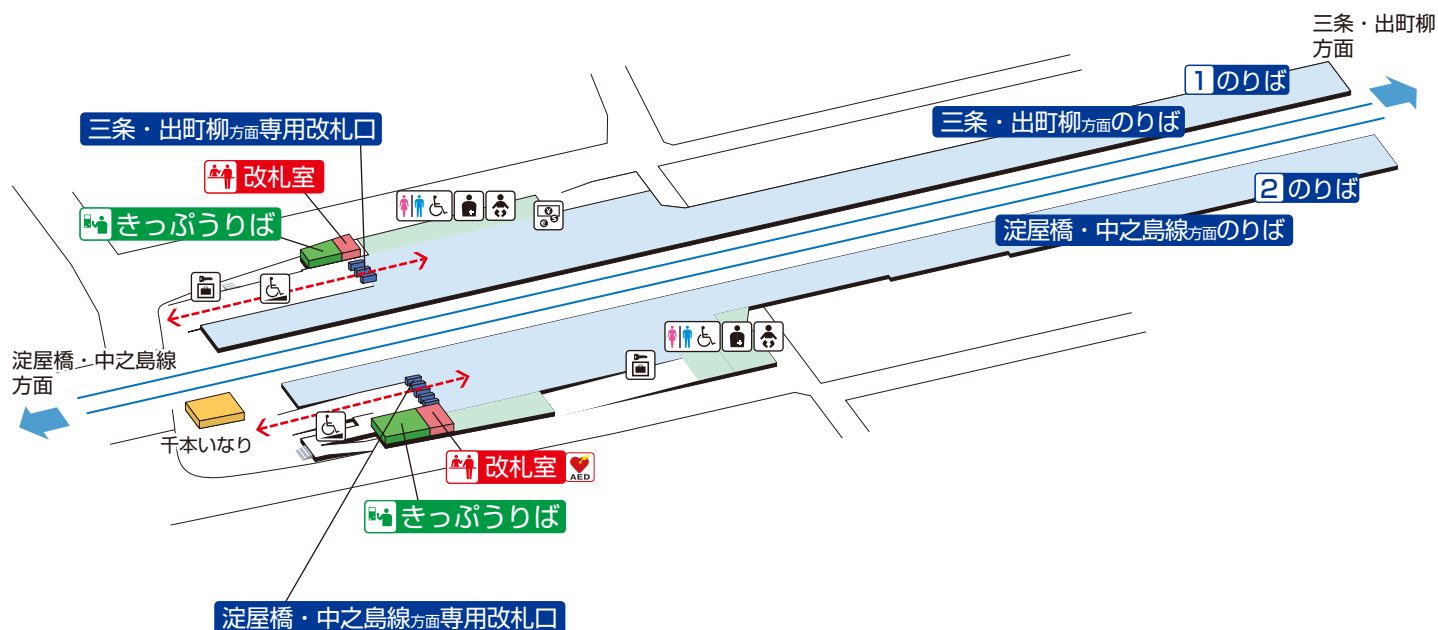 三条・出町柳
方面
1 のりば
三条・出町柳方面のりば
三条・出町柳方面専用改札口
改札室
きっぷうりば
2 のりば
淀屋橋・中之島線方面のりば
淀屋橋・中之島線
方面
千本いなり
改札室
AED
きっぷうりば
淀屋橋・中之島線方面専用改札口